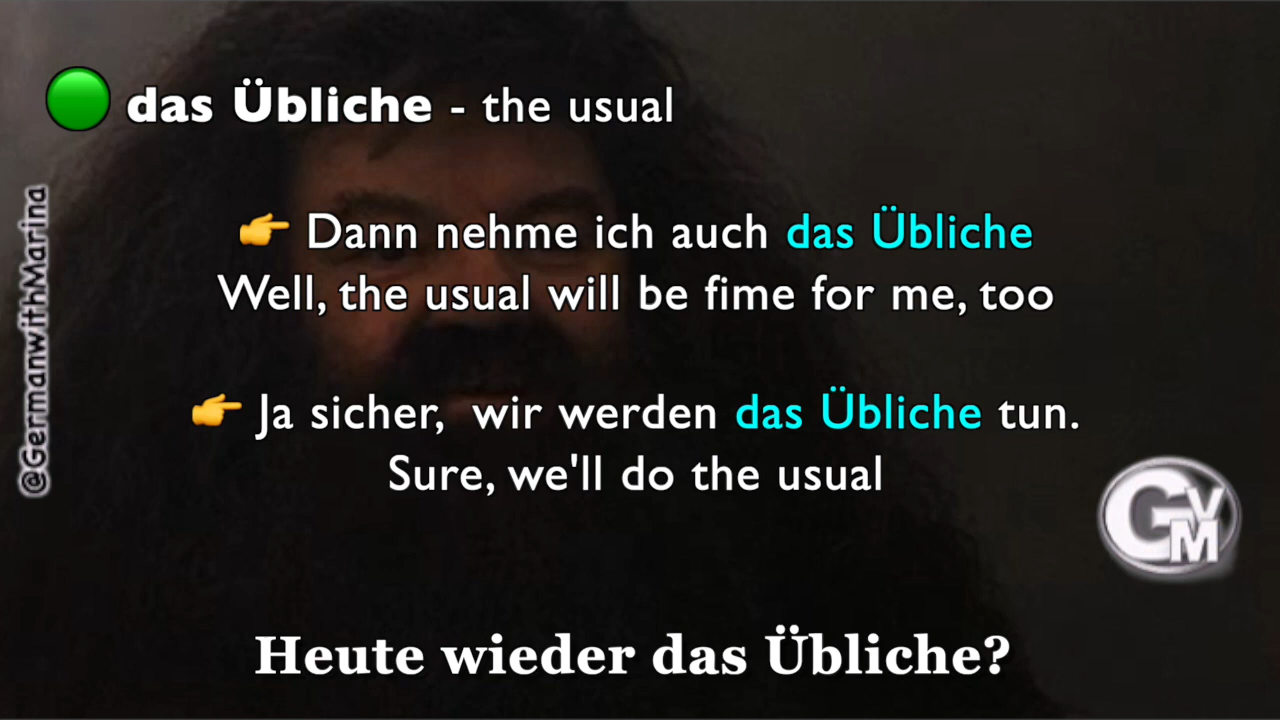 das Übliche - the usual
@GermanwithMarina
👉 Dann nehme ich auch das Übliche
Well, the usual will be fime for me, too
👉 Ja sicher, wir werden das Übliche tun.
Sure, we'll do the usual
GVM
Heute wieder das Übliche?